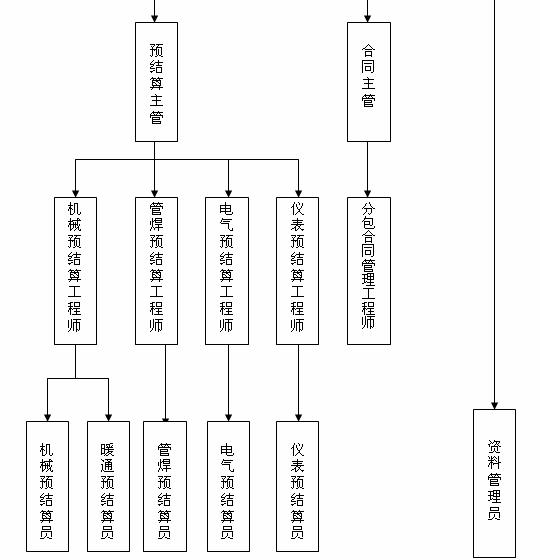 预结算主管
合同主管
机械预结算工程师
管焊预结算工程师
电气预结算工程师
仪表预结算工程师
分包合同管理工程师
机械预结算员
暖通预结算员
管焊预结算员
电气预结算员
仪表预结算员
资料管理员